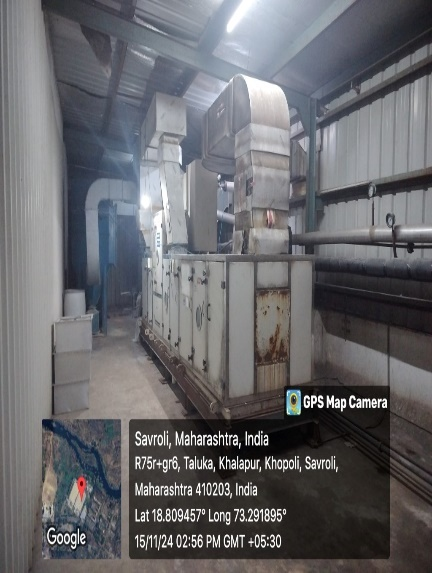 GPS Map Camera
Savroli, Maharashtra, India
R75r+gr6, Taluka, Khalapur, Khopoli, Savroli,
Maharashtra 410203, India
Lat 18.809457° Long 73.291895°
15/11/24 02:56 PM GMT +05:30
Google